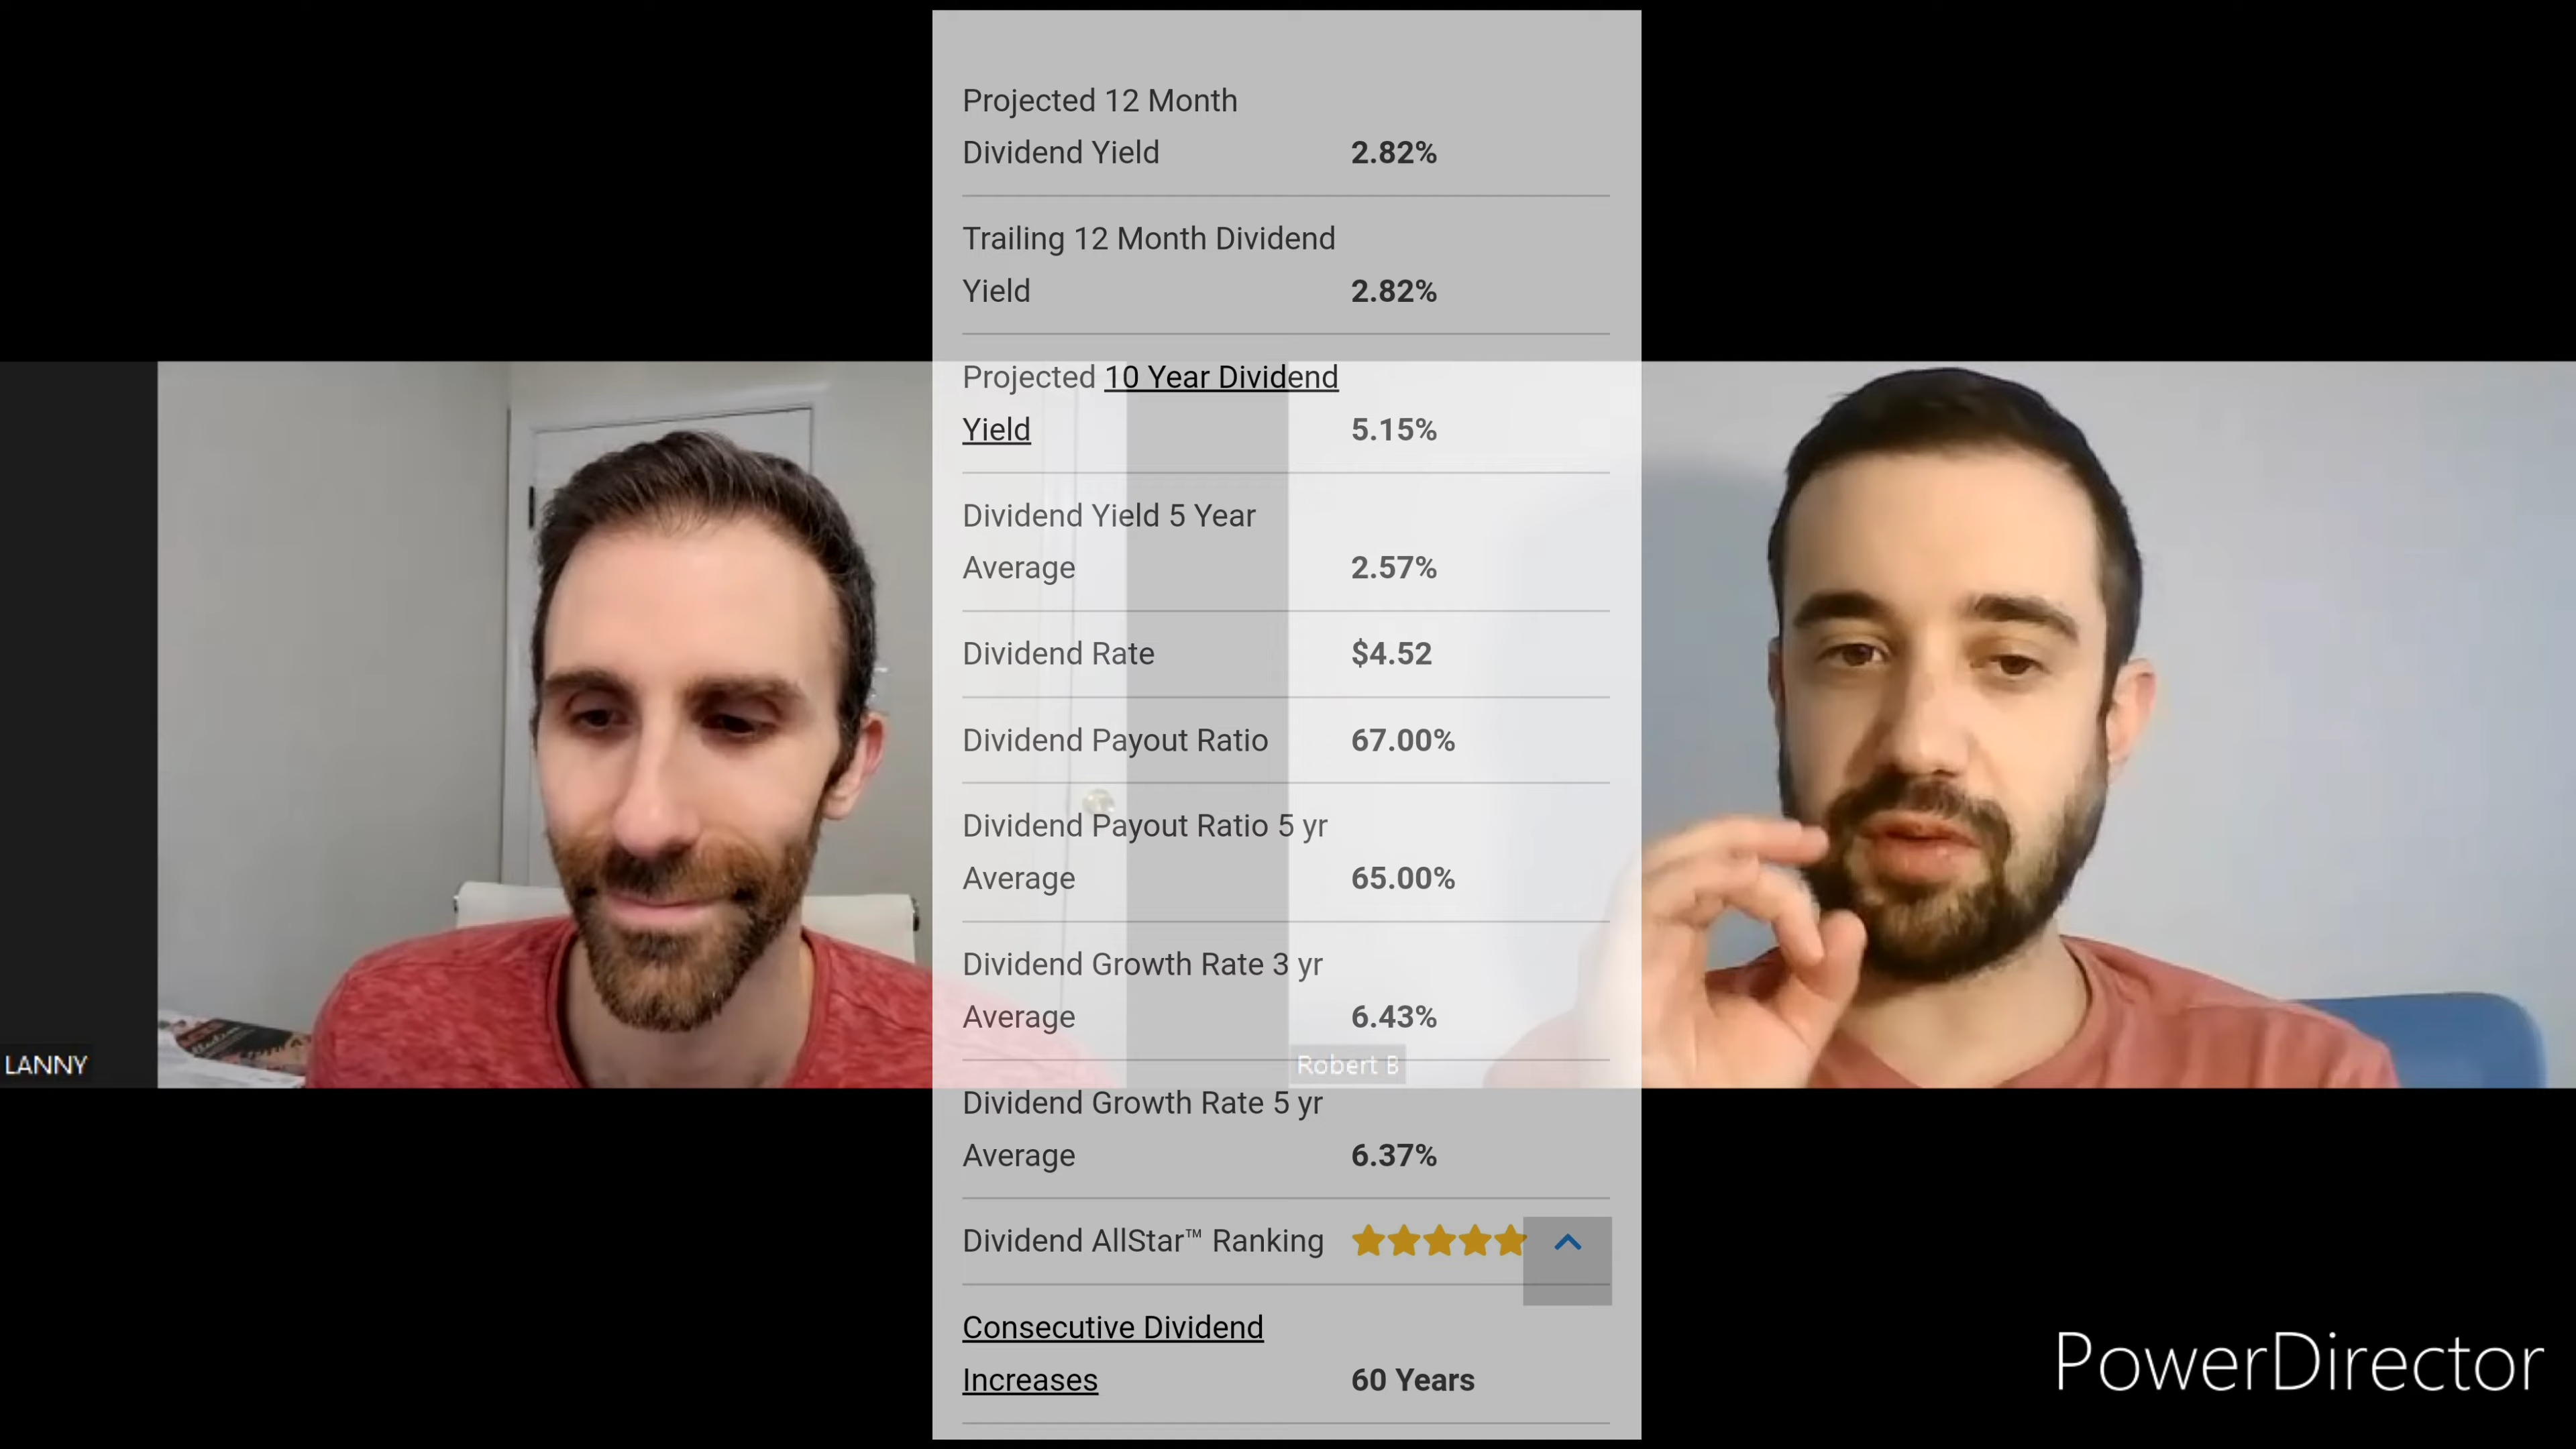 Projected 12 Month
Dividend Yield 2.82%
Trailing 12 Month Dividend
Yield 2.82%
Projected 10 Year Dividend
Yield 5.15%
Dividend Yield 5 Year
Average 2.57%
Dividend Rate $4.52
Dividend Payout Ratio 67.00%
Dividend Payout Ratio 5 yr
Average 65.00%
Dividend Growth Rate 3 yr
Average 6.43%
Dividend Growth Rate 5 yr
Average 6.37%
Dividend AllStar™ Ranking
Consecutive Dividend
Increases 60 Years
LANNY
Robert B
PowerDirector